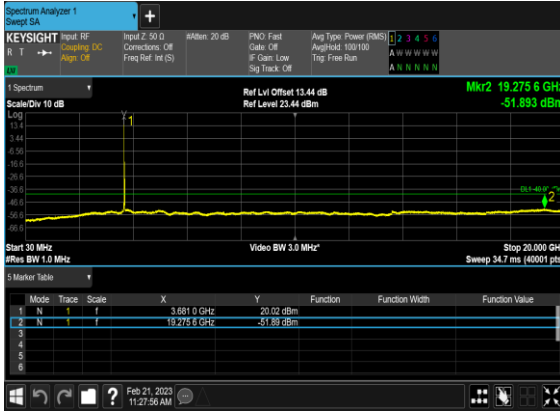 Spectrum Analyzer 1
Swept SA
+
KEYSIGHT
R T
Input: RF
Coupling: DC
Align: Off
Input Z: 50 Ω
Corrections: Off
Freq Ref: Int (S)
#Atten: 20 dB
PNO: Fast
Gate: Off
IF Gain: Low
Sig Track: Off
Avg Type: Power (RMS)
Avg|Hold: 100/100
Trig: Free Run
1 2 3 4 5 6
A W W W W W
A N N N N N
1 Spectrum
Scale/Div 10 dB
Ref Lvl Offset 13.44 dB
Ref Level 23.44 dBm
Mkr2 19.275 6 GHz
-51.893 dBm
Log
13.4
3.44
-6.56
-16.6
-26.6
-36.6
-46.6
-56.6
-66.6
1
2
Start 30 MHz
#Res BW 1.0 MHz
Video BW 3.0 MHz*
Stop 20.000 GH
Sweep 34.7 ms (40001 pts
5 Marker Table
Mode Trace Scale X Y Function Function Width Function Value
1 N 1 f 3.681 0 GHz 20.02 dBm
2 N 1 f 19.275 6 GHz -51.89 dBm
3
4
5
6
?
Feb 21, 2023
11:27:56 AM